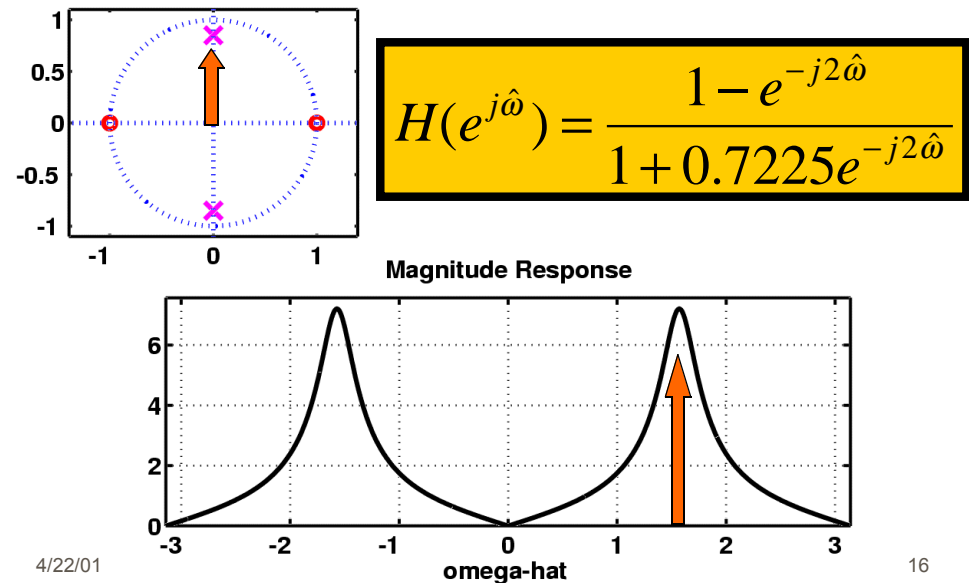 1
0.5
0
-0.5
-1
-1 0 1
H(e^{jω̂}) = \frac{1 - e^{-j2ω̂}}{1 + 0.7225e^{-j2ω̂}}
Magnitude Response
6
4
2
0
-3 -2 -1 0 1 2 3
omega-hat
4/22/01
16